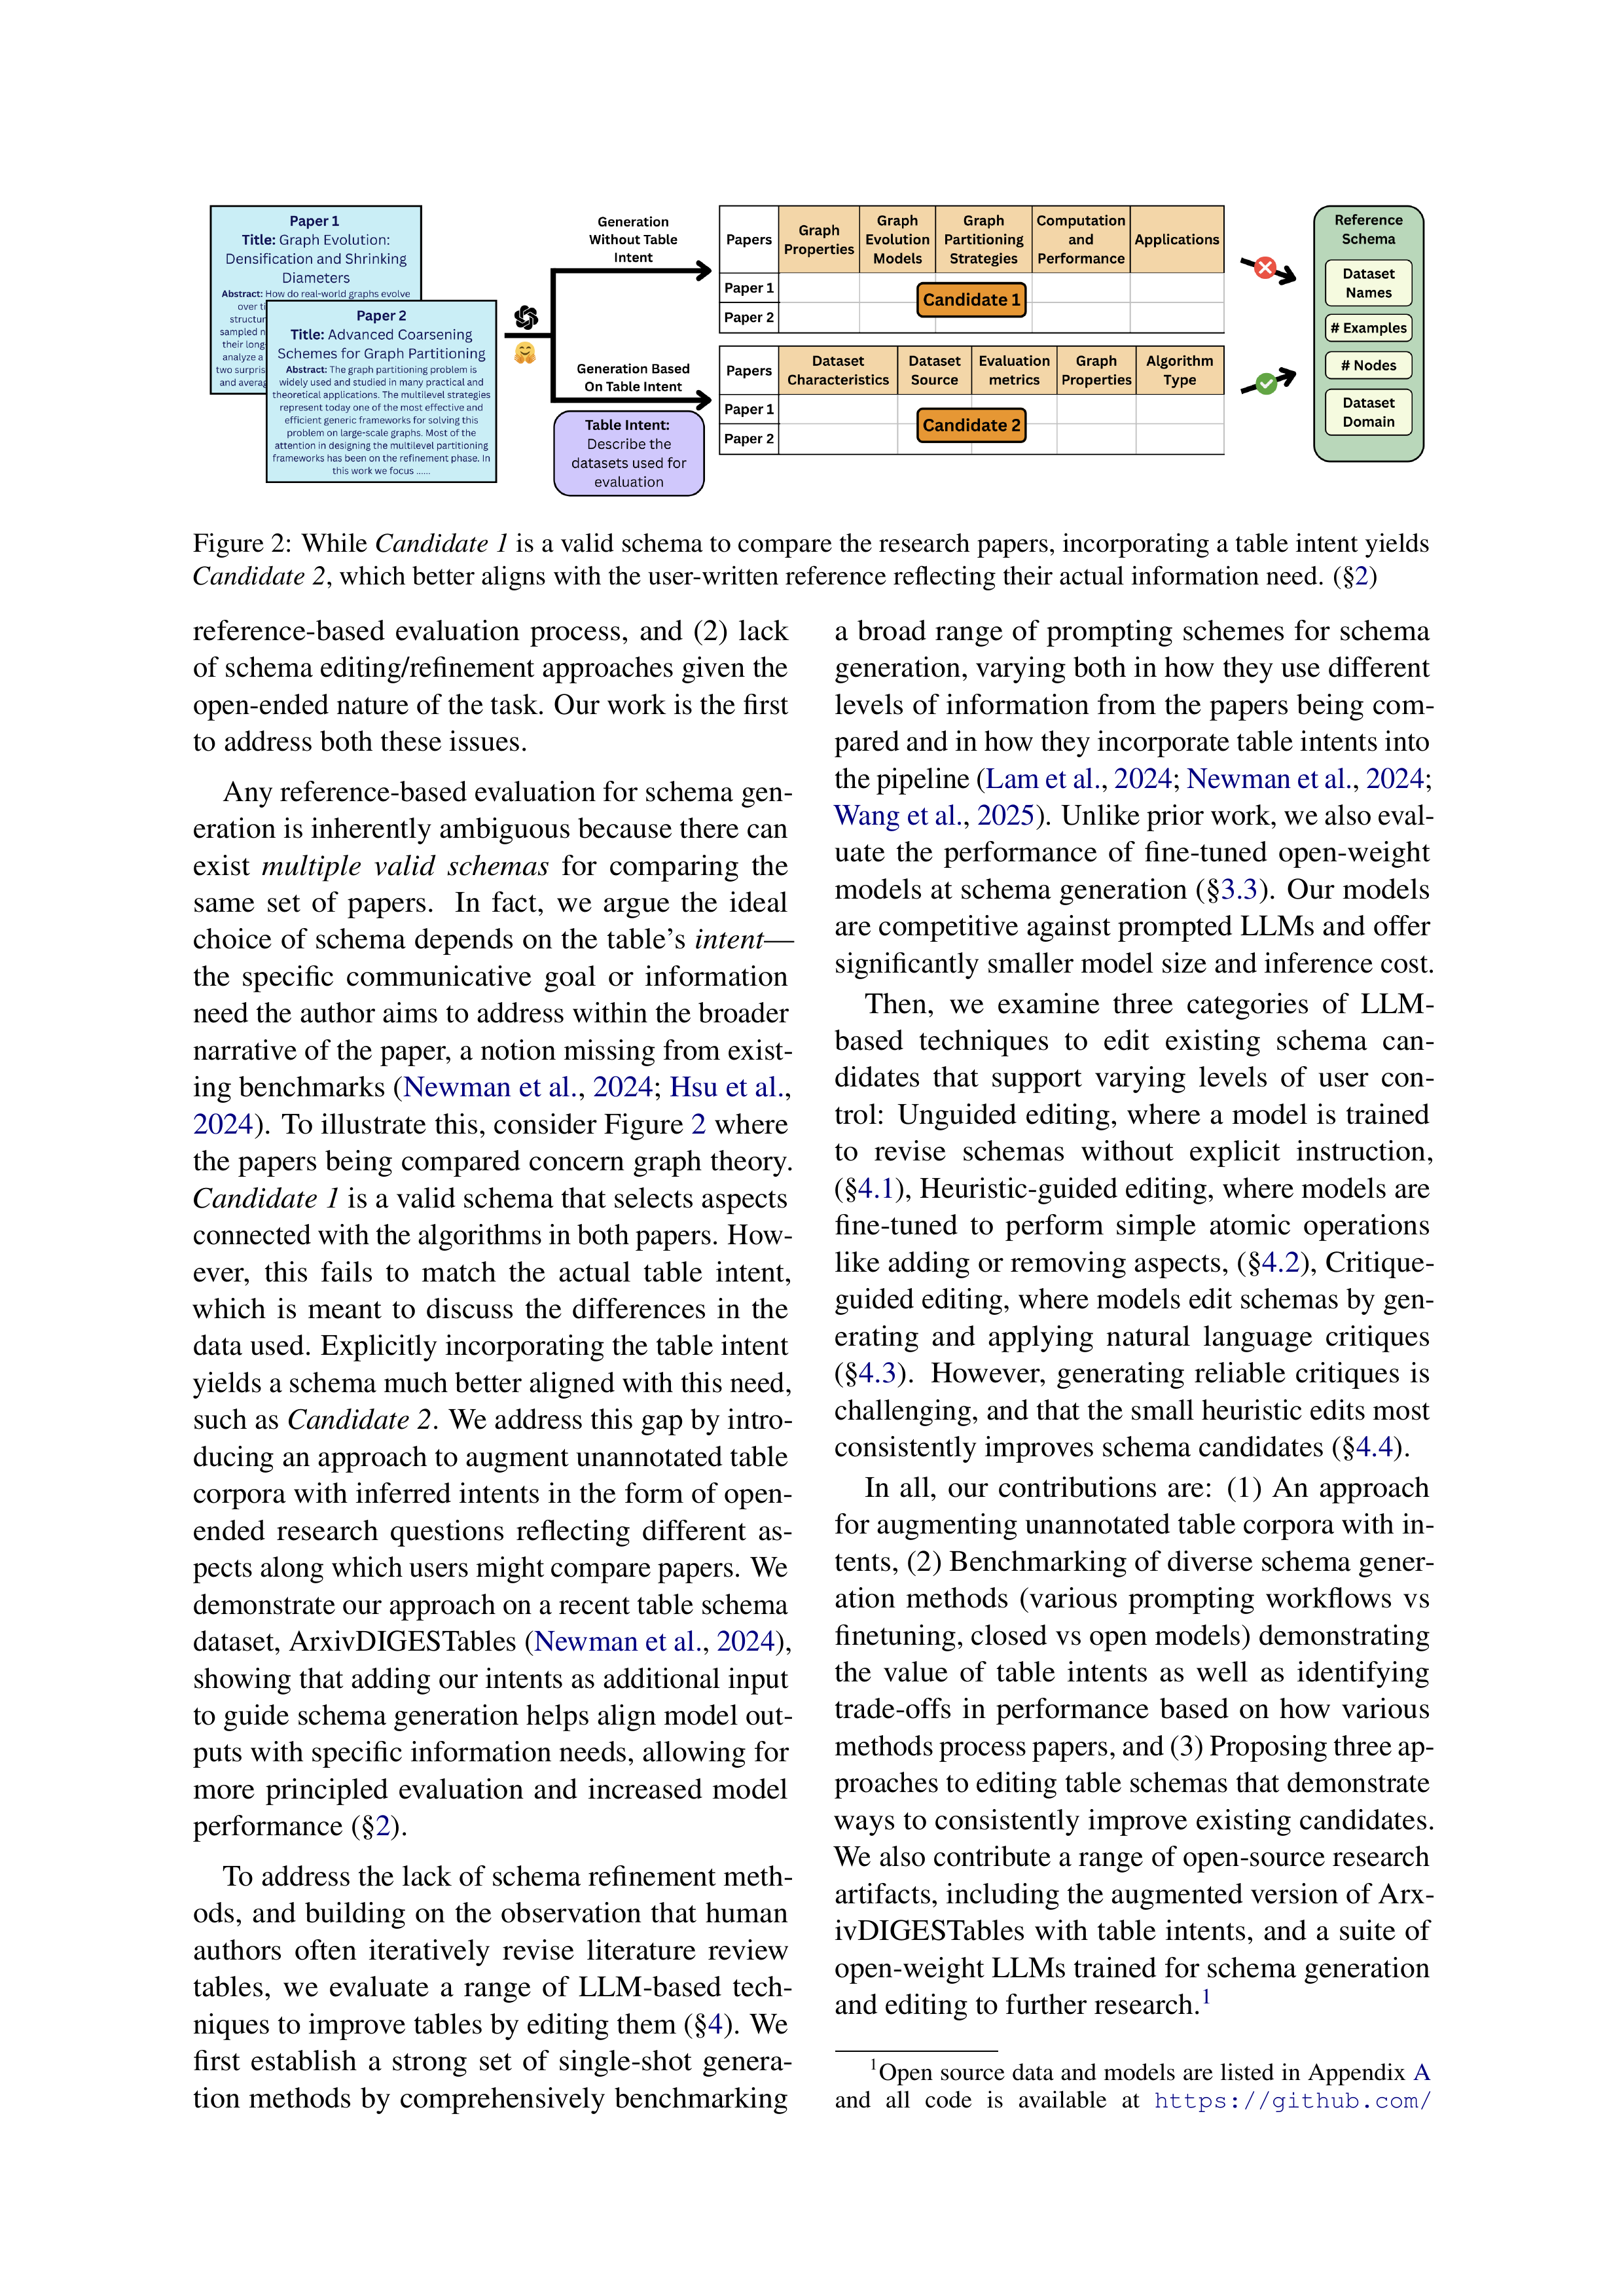 Paper 1
Title: Graph Evolution:
Densification and Shrinking
Diameters
Abstract: How do real-world graphs evolve
over ti
structur
sampled n
their long
analyze a
two surpris
and averag
Paper 2
Title: Advanced Coarsening
Schemes for Graph Partitioning
Abstract: The graph partitioning problem is
widely used and studied in many practical and
theoretical applications. The multilevel strategies
represent today one of the most effective and
efficient generic frameworks for solving this
problem on large-scale graphs. Most of the
attention in designing the multilevel partitioning
frameworks has been on the refinement phase. In
this work we focus ......
Generation
Without Table
Intent
Generation Based
On Table Intent
Table Intent:
Describe the
datasets used for
evaluation
Papers
Graph
Properties
Graph
Evolution
Models
Graph
Partitioning
Strategies
Computation
and
Performance
Applications
Paper 1
Paper 2
Candidate 1
Papers
Dataset
Characteristics
Dataset
Source
Evaluation
metrics
Graph
Properties
Algorithm
Type
Paper 1
Paper 2
Candidate 2
Reference
Schema
Dataset
Names
# Examples
# Nodes
Dataset
Domain
Figure 2: While Candidate 1 is a valid schema to compare the research papers, incorporating a table intent yields
Candidate 2, which better aligns with the user-written reference reflecting their actual information need. (§2)
reference-based evaluation process, and (2) lack
of schema editing/refinement approaches given the
open-ended nature of the task. Our work is the first
to address both these issues.
Any reference-based evaluation for schema gen-
eration is inherently ambiguous because there can
exist multiple valid schemas for comparing the
same set of papers. In fact, we argue the ideal
choice of schema depends on the table's intent—
the specific communicative goal or information
need the author aims to address within the broader
narrative of the paper, a notion missing from exist-
ing benchmarks (Newman et al., 2024; Hsu et al.,
2024). To illustrate this, consider Figure 2 where
the papers being compared concern graph theory.
Candidate 1 is a valid schema that selects aspects
connected with the algorithms in both papers. How-
ever, this fails to match the actual table intent,
which is meant to discuss the differences in the
data used. Explicitly incorporating the table intent
yields a schema much better aligned with this need,
such as Candidate 2. We address this gap by intro-
ducing an approach to augment unannotated table
corpora with inferred intents in the form of open-
ended research questions reflecting different as-
pects along which users might compare papers. We
demonstrate our approach on a recent table schema
dataset, ArxivDIGESTables (Newman et al., 2024),
showing that adding our intents as additional input
to guide schema generation helps align model out-
puts with specific information needs, allowing for
more principled evaluation and increased model
performance (§2).
To address the lack of schema refinement meth-
ods, and building on the observation that human
authors often iteratively revise literature review
tables, we evaluate a range of LLM-based tech-
niques to improve tables by editing them (§4). We
first establish a strong set of single-shot genera-
tion methods by comprehensively benchmarking
a broad range of prompting schemes for schema
generation, varying both in how they use different
levels of information from the papers being com-
pared and in how they incorporate table intents into
the pipeline (Lam et al., 2024; Newman et al., 2024;
Wang et al., 2025). Unlike prior work, we also eval-
uate the performance of fine-tuned open-weight
models at schema generation (§3.3). Our models
are competitive against prompted LLMs and offer
significantly smaller model size and inference cost.
Then, we examine three categories of LLM-
based techniques to edit existing schema can-
didates that support varying levels of user con-
trol: Unguided editing, where a model is trained
to revise schemas without explicit instruction,
(§4.1), Heuristic-guided editing, where models are
fine-tuned to perform simple atomic operations
like adding or removing aspects, (§4.2), Critique-
guided editing, where models edit schemas by gen-
erating and applying natural language critiques
(§4.3). However, generating reliable critiques is
challenging, and that the small heuristic edits most
consistently improves schema candidates (§4.4).
In all, our contributions are: (1) An approach
for augmenting unannotated table corpora with in-
tents, (2) Benchmarking of diverse schema gener-
ation methods (various prompting workflows vs
finetuning, closed vs open models) demonstrating
the value of table intents as well as identifying
trade-offs in performance based on how various
methods process papers, and (3) Proposing three ap-
proaches to editing table schemas that demonstrate
ways to consistently improve existing candidates.
We also contribute a range of open-source research
artifacts, including the augmented version of Arx-
ivDIGESTables with table intents, and a suite of
open-weight LLMs trained for schema generation
and editing to further research.1
1Open source data and models are listed in Appendix A
and all code is available at https://github.com/